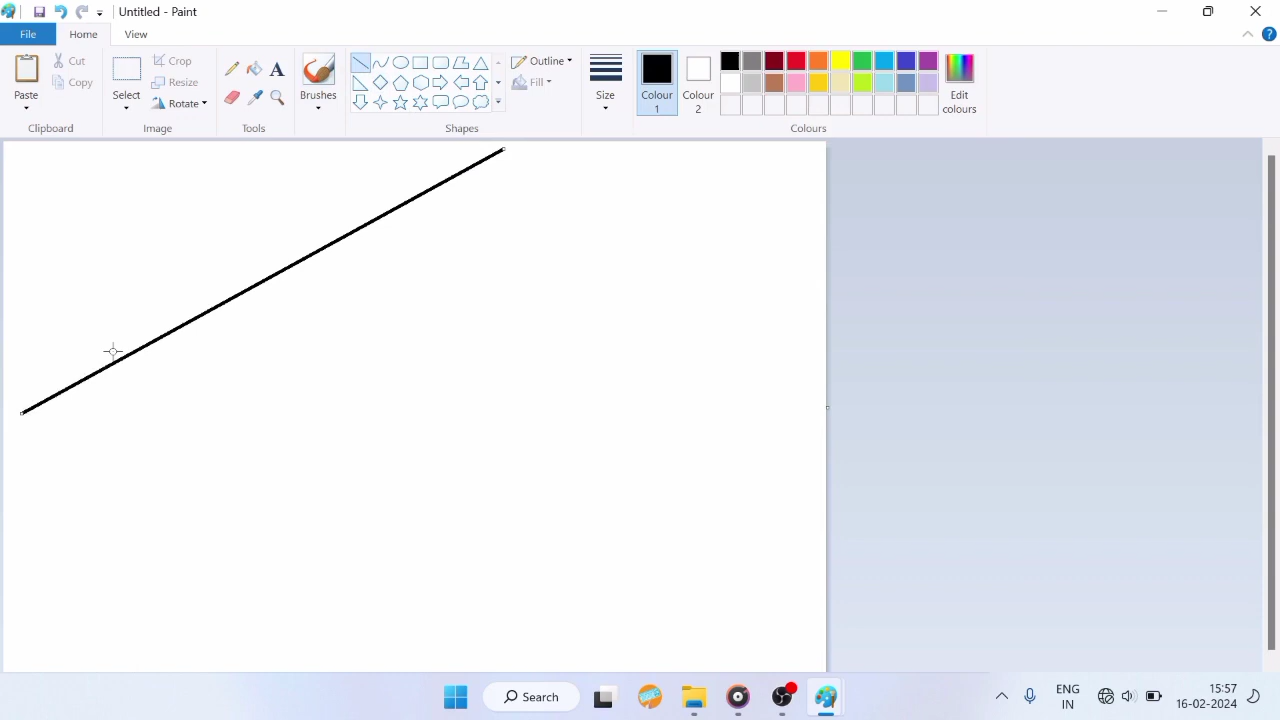 Untitled - Paint
File Home View
Paste
Cut
Copy
Clipboard
Select
Crop
Resize
Rotate
Image
A
Tools
Brushes
Shapes
Outline
Fill
Size
Colour 1
Colour 2
Edit colours
Colours
Search
ENG
IN
15:57
16-02-2024